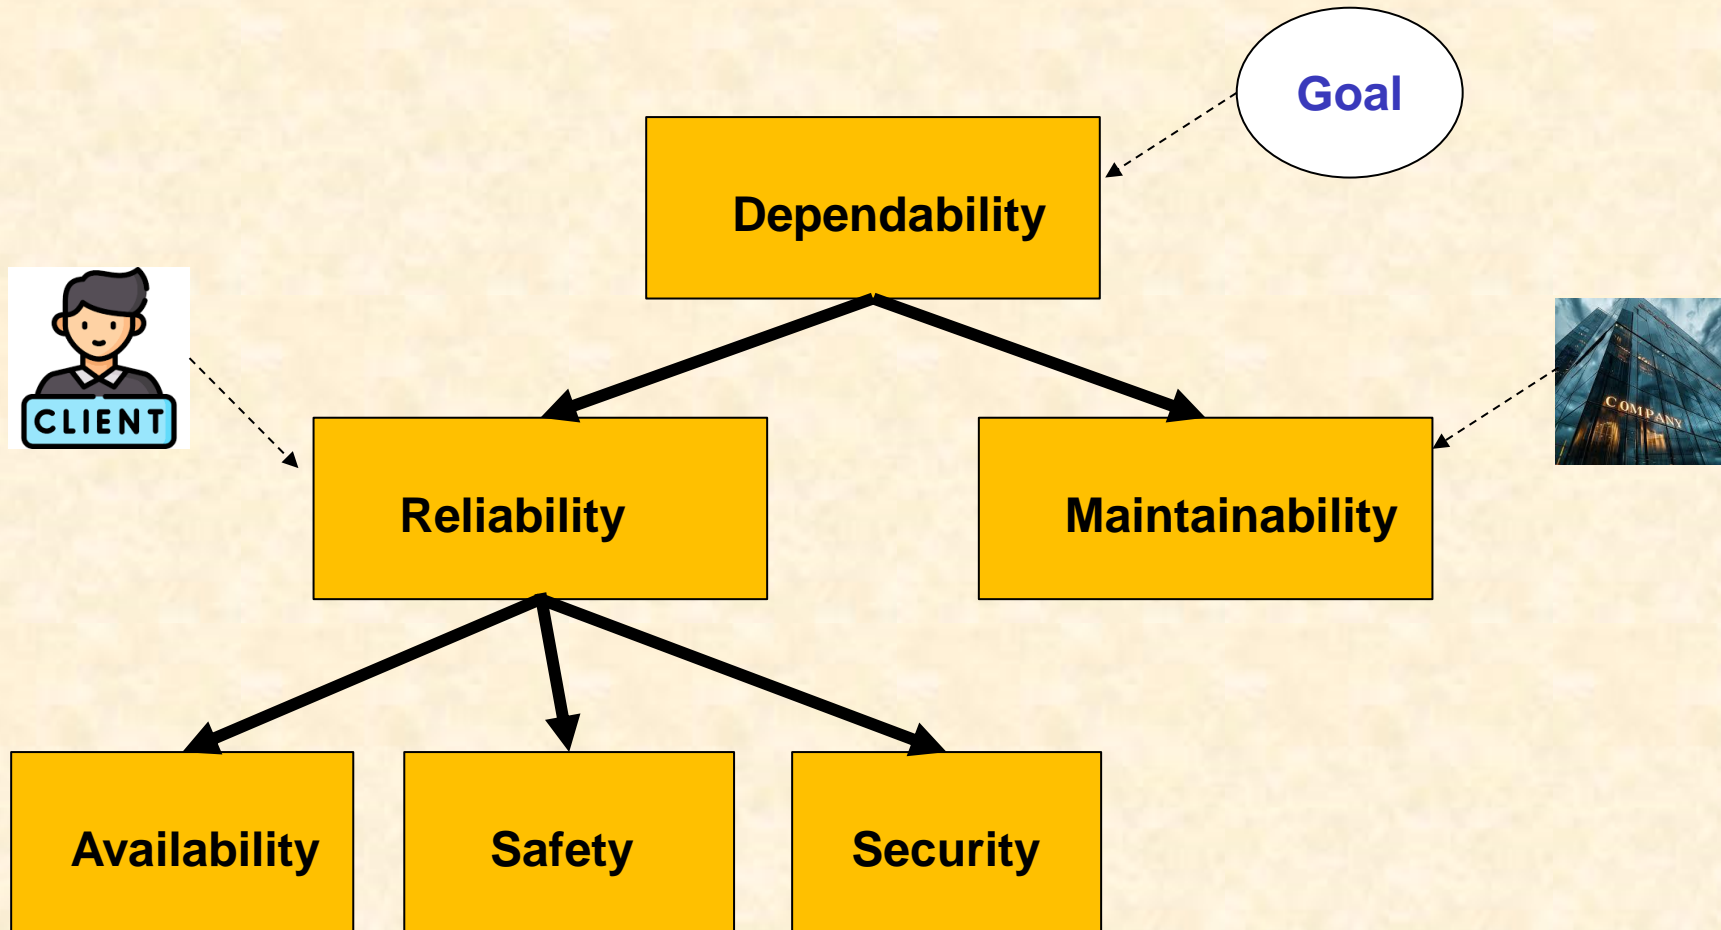 Goal
Dependability
CLIENT
COMPANY
Reliability
Maintainability
Availability
Safety
Security